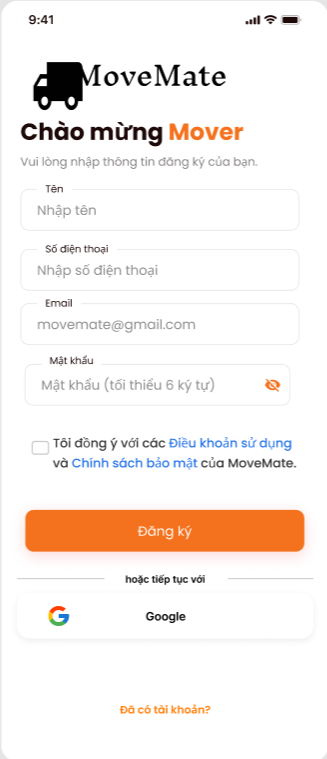 9:41
MoveMate
Chào mừng Mover
Vui lòng nhập thông tin đăng ký của bạn.
Tên
Nhập tên
Số điện thoại
Nhập số điện thoại
Email
movemate@gmail.com
Mật khẩu
Mật khẩu (tối thiểu 6 ký tự)
Tôi đồng ý với các Điều khoản sử dụng
và Chính sách bảo mật của MoveMate.
Đăng ký
hoặc tiếp tục với
Google
Đã có tài khoản?